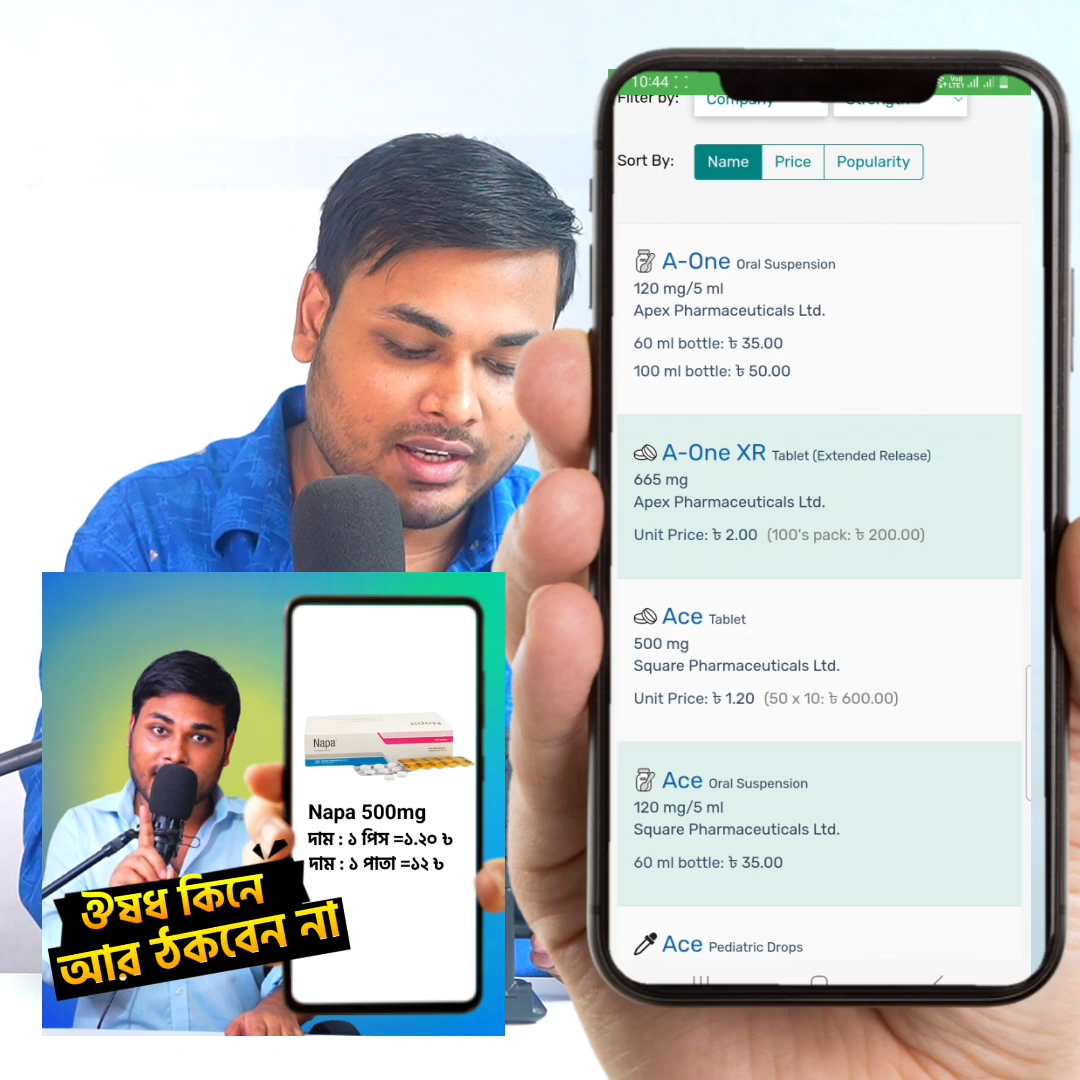 10:44
Filter by:
Company
Strength
Sort By:
Name
Price
Popularity
A-One Oral Suspension
120 mg/5 ml
Apex Pharmaceuticals Ltd.
60 ml bottle: ৳ 35.00
100 ml bottle: ৳ 50.00
A-One XR Tablet (Extended Release)
665 mg
Apex Pharmaceuticals Ltd.
Unit Price: ৳ 2.00 (100's pack: ৳ 200.00)
Ace Tablet
500 mg
Square Pharmaceuticals Ltd.
Unit Price: ৳ 1.20 (50 x 10: ৳ 600.00)
Ace Oral Suspension
120 mg/5 ml
Square Pharmaceuticals Ltd.
60 ml bottle: ৳ 35.00
Ace Pediatric Drops
Napa
Napa
Napa 500mg
দাম : ১ পিস =১.২০ ৳
দাম : ১ পাতা =১২ ৳
ঔষধ কিনে
আর ঠকবেন না